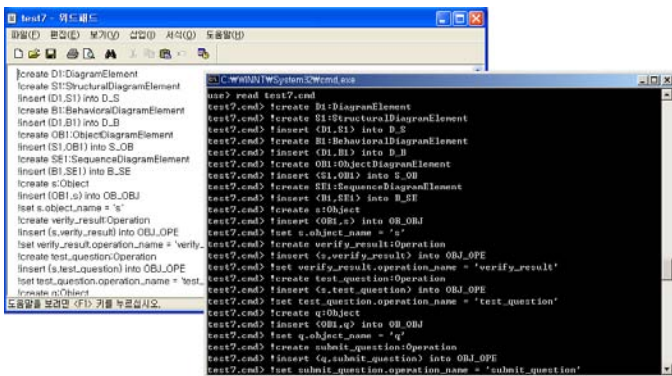 test7 - 워드패드
파일(F) 편집(E) 보기(V) 삽입(I) 서식(O) 도움말(H)
!create D1:DiagramElement
!create S1:StructuralDiagramElement
!insert (D1,S1) into D_S
!create B1:BehavioralDiagramElement
!insert (D1,B1) into D_B
!create OB1:ObjectDiagramElement
!insert (S1,OB1) into S_OB
!create SE1:SequenceDiagramElement
!insert (B1,SE1) into B_SE
!create s:Object
!insert (OB1,s) into OB_OBJ
!set s.object_name = 's'
!create verify_result:Operation
!insert (s,verify_result) into OBJ_OPE
!set verify_result.operation_name = 'verify_
!create test_question:Operation
!insert (s,test_question) into OBJ_OPE
!set test_question.operation_name = 'test_
!create q:Object
도움말을 보려면 <F1> 키를 누르십시오.
C:\WINNT\System32\cmd.exe
use> read test7.cmd
test7.cmd> !create D1:DiagramElement
test7.cmd> !create S1:StructuralDiagramElement
test7.cmd> !insert (D1,S1) into D_S
test7.cmd> !create B1:BehavioralDiagramElement
test7.cmd> !insert (D1,B1) into D_B
test7.cmd> !create OB1:ObjectDiagramElement
test7.cmd> !insert (S1,OB1) into S_OB
test7.cmd> !create SE1:SequenceDiagramElement
test7.cmd> !insert (B1,SE1) into B_SE
test7.cmd> !create s:Object
test7.cmd> !insert (OB1,s) into OB_OBJ
test7.cmd> !set s.object_name = 's'
test7.cmd> !create verify_result:Operation
test7.cmd> !insert (s,verify_result) into OBJ_OPE
test7.cmd> !set verify_result.operation_name = 'verify_result'
test7.cmd> !create test_question:Operation
test7.cmd> !insert (s,test_question) into OBJ_OPE
test7.cmd> !set test_question.operation_name = 'test_question'
test7.cmd> !create q:Object
test7.cmd> !insert (OB1,q) into OB_OBJ
test7.cmd> !set q.object_name = 'q'
test7.cmd> !create submit_question:Operation
test7.cmd> !insert (q,submit_question) into OBJ_OPE
test7.cmd> !set submit_question.operation_name = 'submit_question'